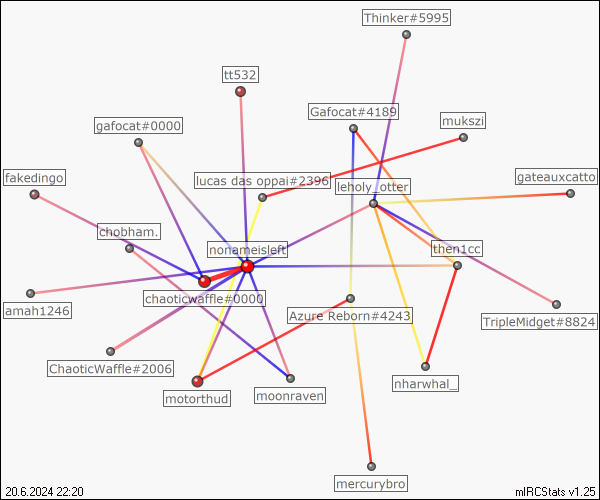 Thinker#5995
tt532
Gafocat#4189
gafocat#0000
mukszi
fakedingo
lucas das oppai#2396
leholy_otter
gateauxcatto
chobham.
nonameisleft
then1cc
chaoticwaffle#0000
amah1246
Azure Reborn#4243
TripleMidget#8824
ChaoticWaffle#2006
nharwhal_
motorthud
moonraven
mercurybro
20.6.2024 22:20
mIRCStats v1.25